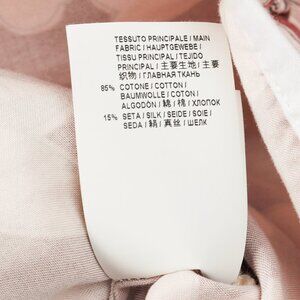 TESSUTO PRINCIPALE / MAIN
FABRIC / HAUPTGEWEBE /
TISSU PRINCIPAL / TEJIDO
PRINCIPAL / 主要生地 / 主要
织物 / ГЛАВНАЯ ТКАНЬ
85% COTONE / COTTON /
BAUMWOLLE / COTON /
ALGODÓN / 綿 / 棉 / ХЛОПОК
15% SETA / SILK / SEIDE / SOIE /
SEDA / 絹 / 真丝 / ШЕЛК